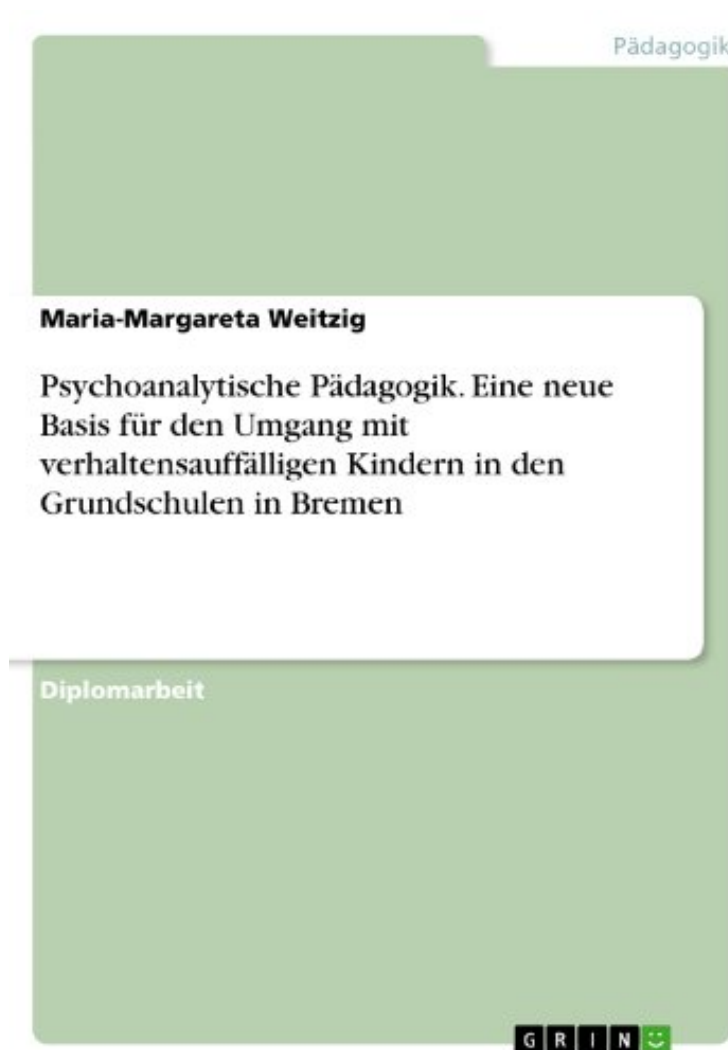 Pädagogik
Maria-Margareta Weitzig
Psychoanalytische Pädagogik. Eine neue
Basis für den Umgang mit
verhaltensauffälligen Kindern in den
Grundschulen in Bremen
Diplomarbeit
GRIN